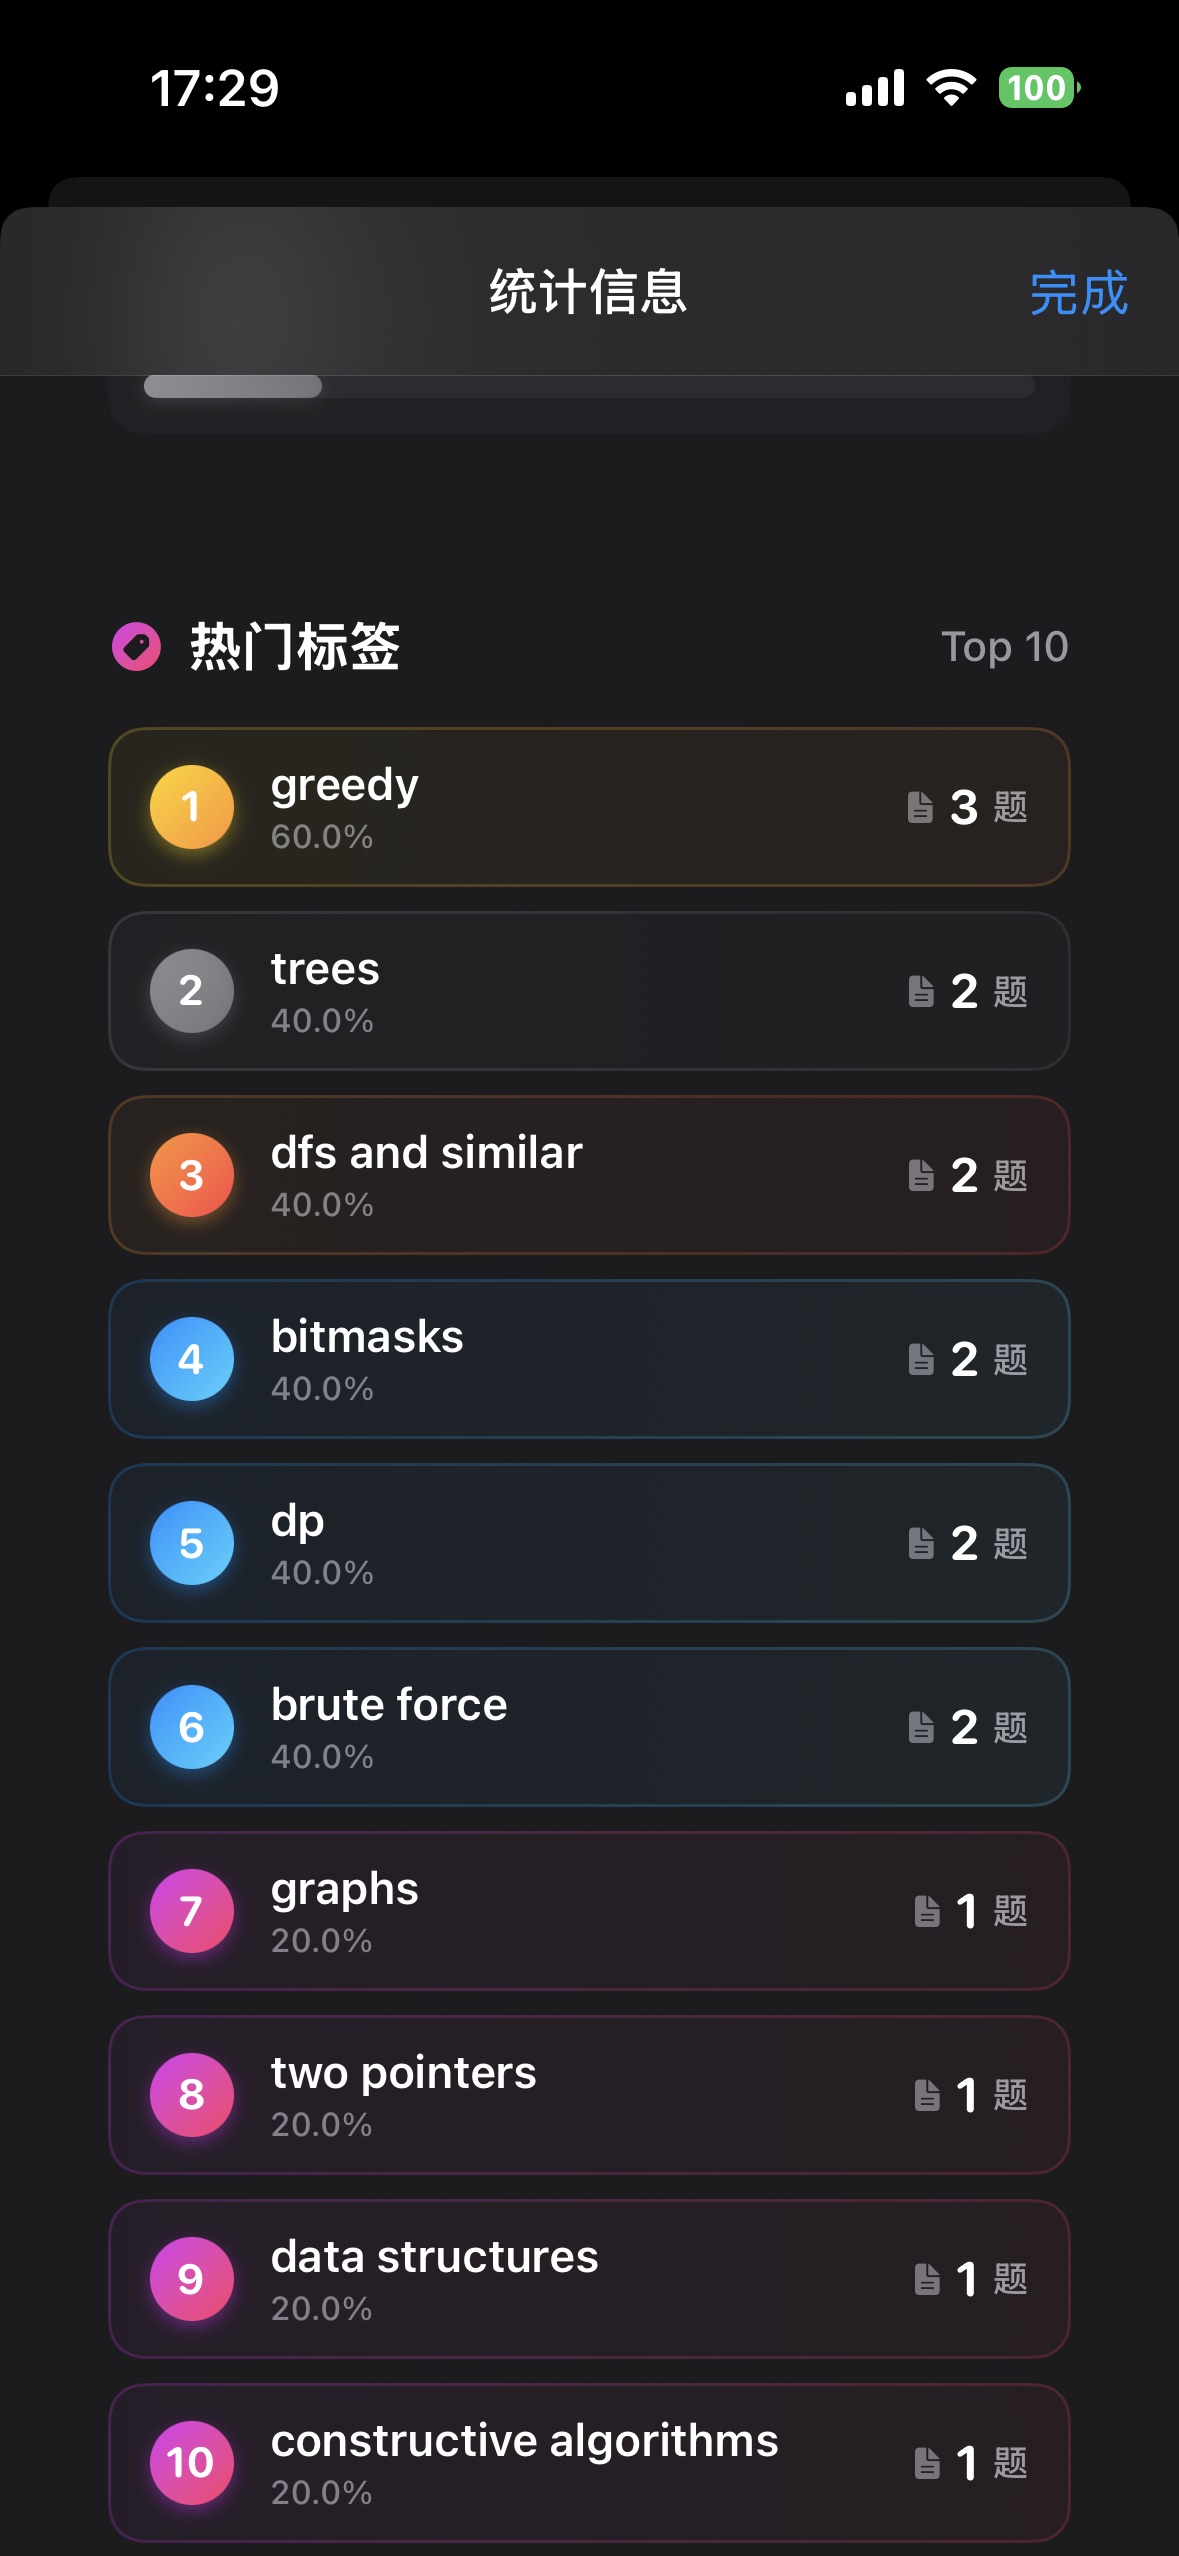 17:29
100
统计信息
完成
热门标签
Top 10
1
greedy
60.0%
3 题
2
trees
40.0%
2 题
3
dfs and similar
40.0%
2 题
4
bitmasks
40.0%
2 题
5
dp
40.0%
2 题
6
brute force
40.0%
2 题
7
graphs
20.0%
1 题
8
two pointers
20.0%
1 题
9
data structures
20.0%
1 题
10
constructive algorithms
20.0%
1 题